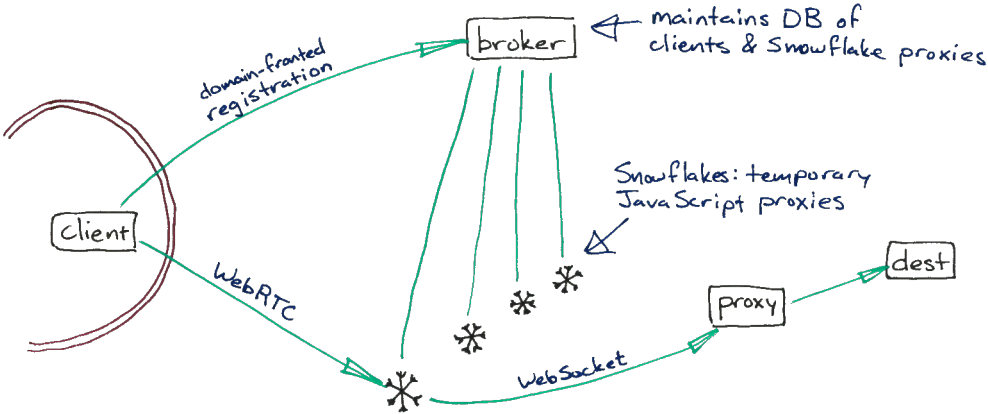 maintains DB of
clients & Snowflake proxies
broker
domain-fronted
registration
Snowflakes: temporary
JavaScript proxies
client
dest
WebRTC
proxy
WebSocket